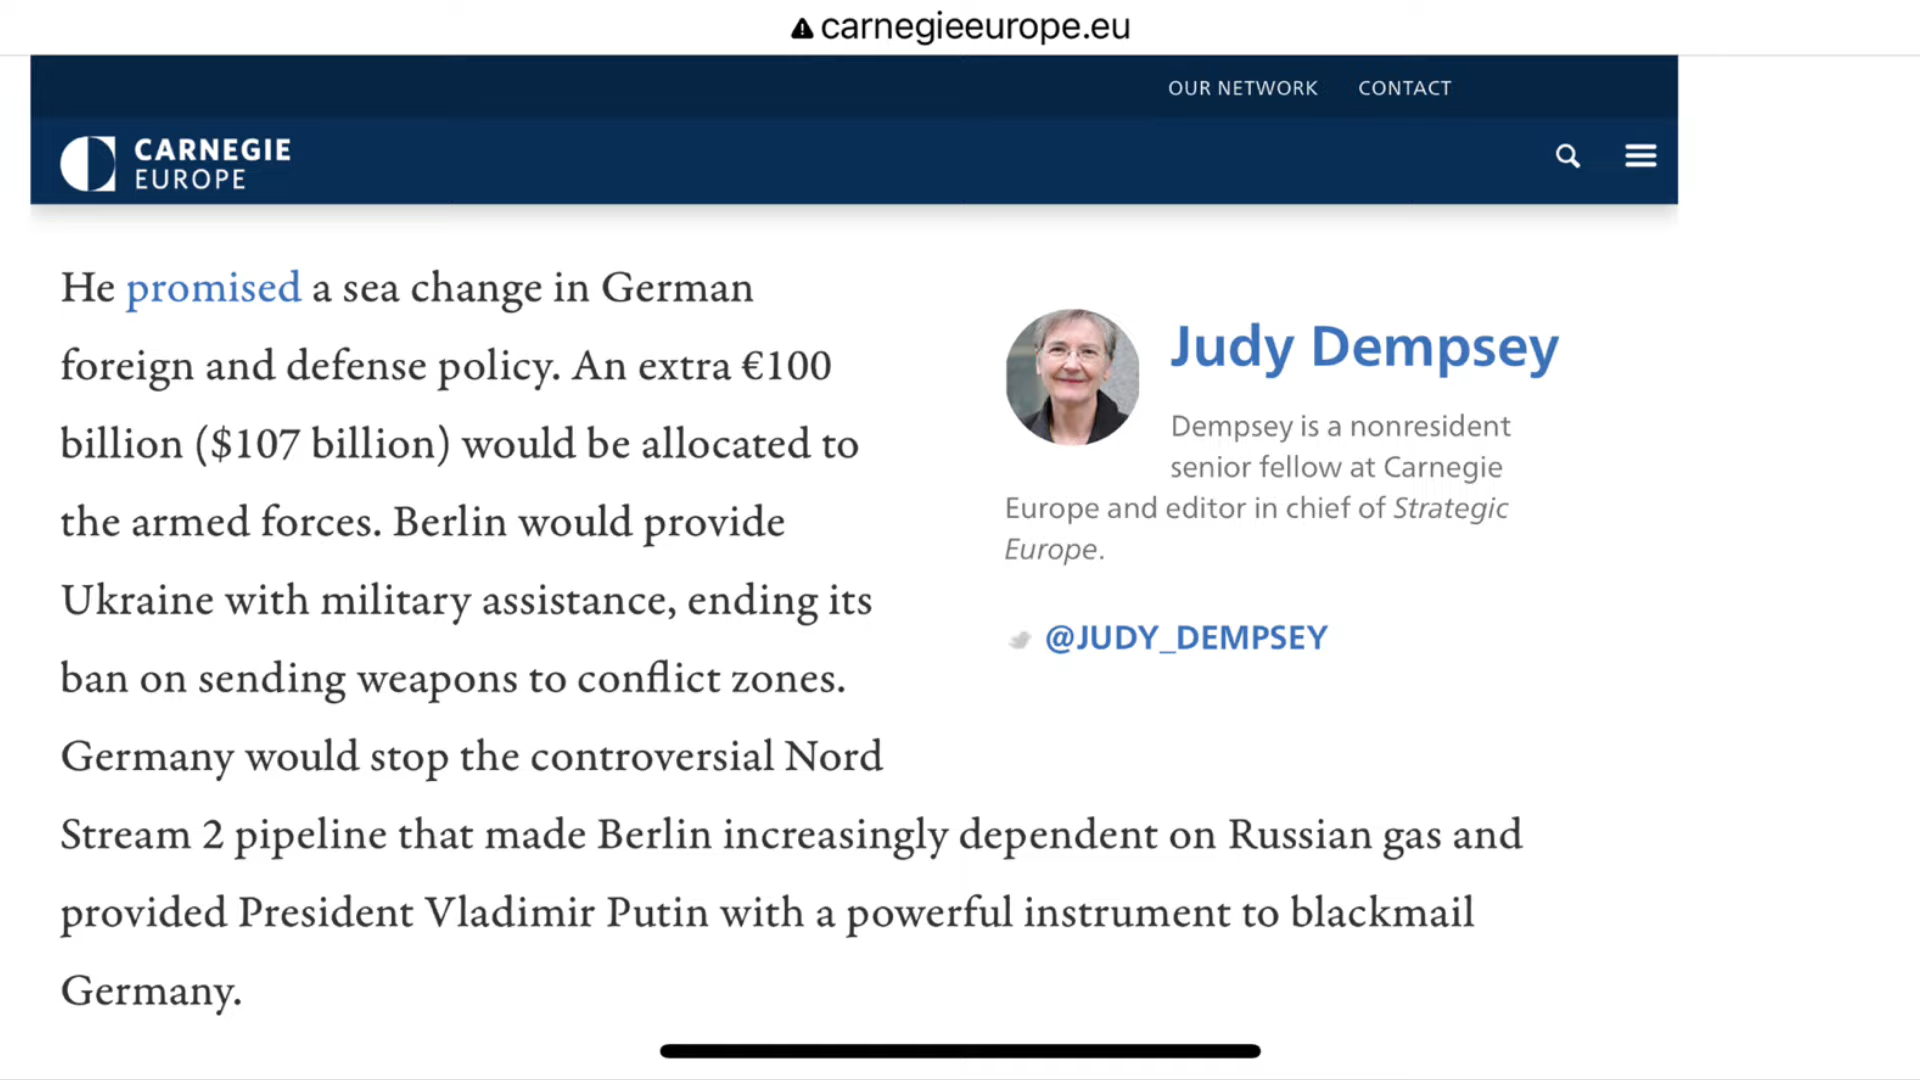 carnegieeurope.eu
OUR NETWORK CONTACT
CARNEGIE
EUROPE
He promised a sea change in German
foreign and defense policy. An extra €100
billion ($107 billion) would be allocated to
the armed forces. Berlin would provide
Ukraine with military assistance, ending its
ban on sending weapons to conflict zones.
Germany would stop the controversial Nord
Stream 2 pipeline that made Berlin increasingly dependent on Russian gas and
provided President Vladimir Putin with a powerful instrument to blackmail
Germany.
Judy Dempsey
Dempsey is a nonresident
senior fellow at Carnegie
Europe and editor in chief of Strategic
Europe.
@JUDY_DEMPSEY